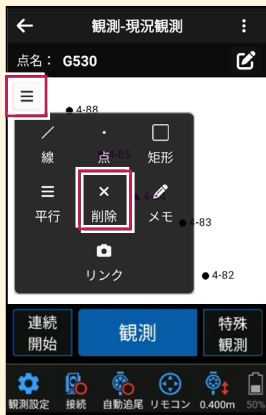 観測-現況観測
点名： G530
4-88
線 点 矩形
4-85
平行 削除 メモ
4-83
リンク
4-82
連続開始 観測 特殊観測
観測設定 接続 自動追尾 リモコン 0.400m 50%